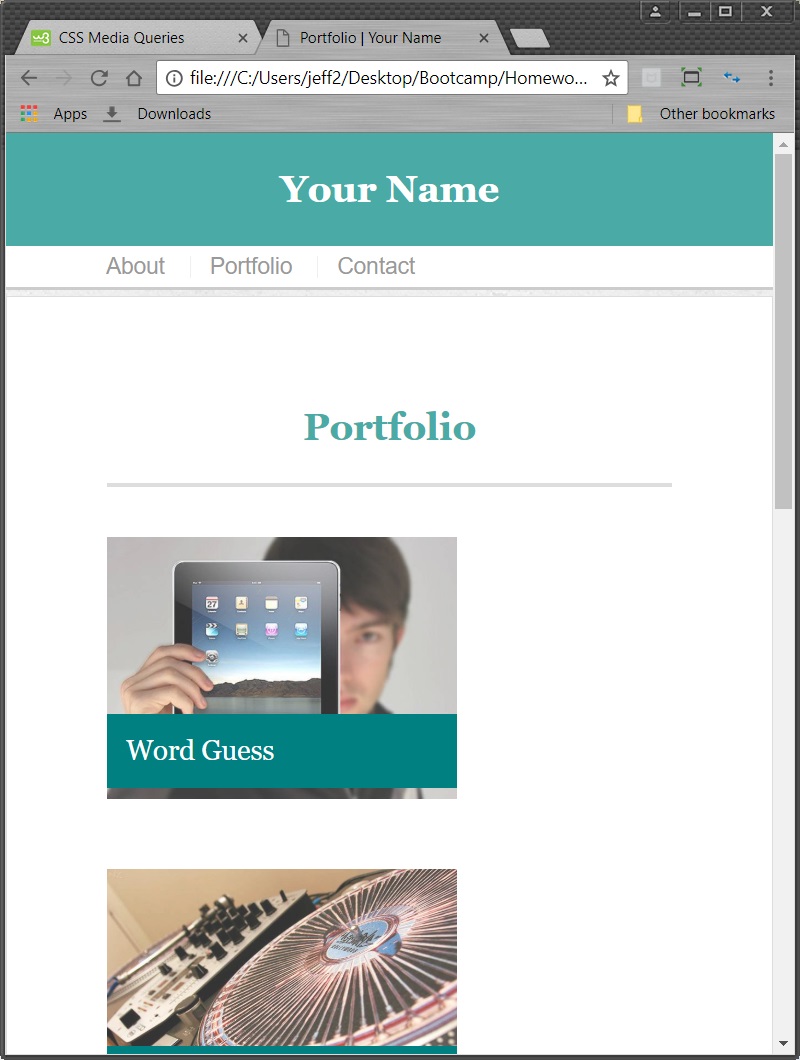 CSS Media Queries
Portfolio | Your Name
file:///C:/Users/jeff2/Desktop/Bootcamp/Homewo...
Apps
Downloads
Other bookmarks
Your Name
About
Portfolio
Contact
Portfolio
27
Word Guess